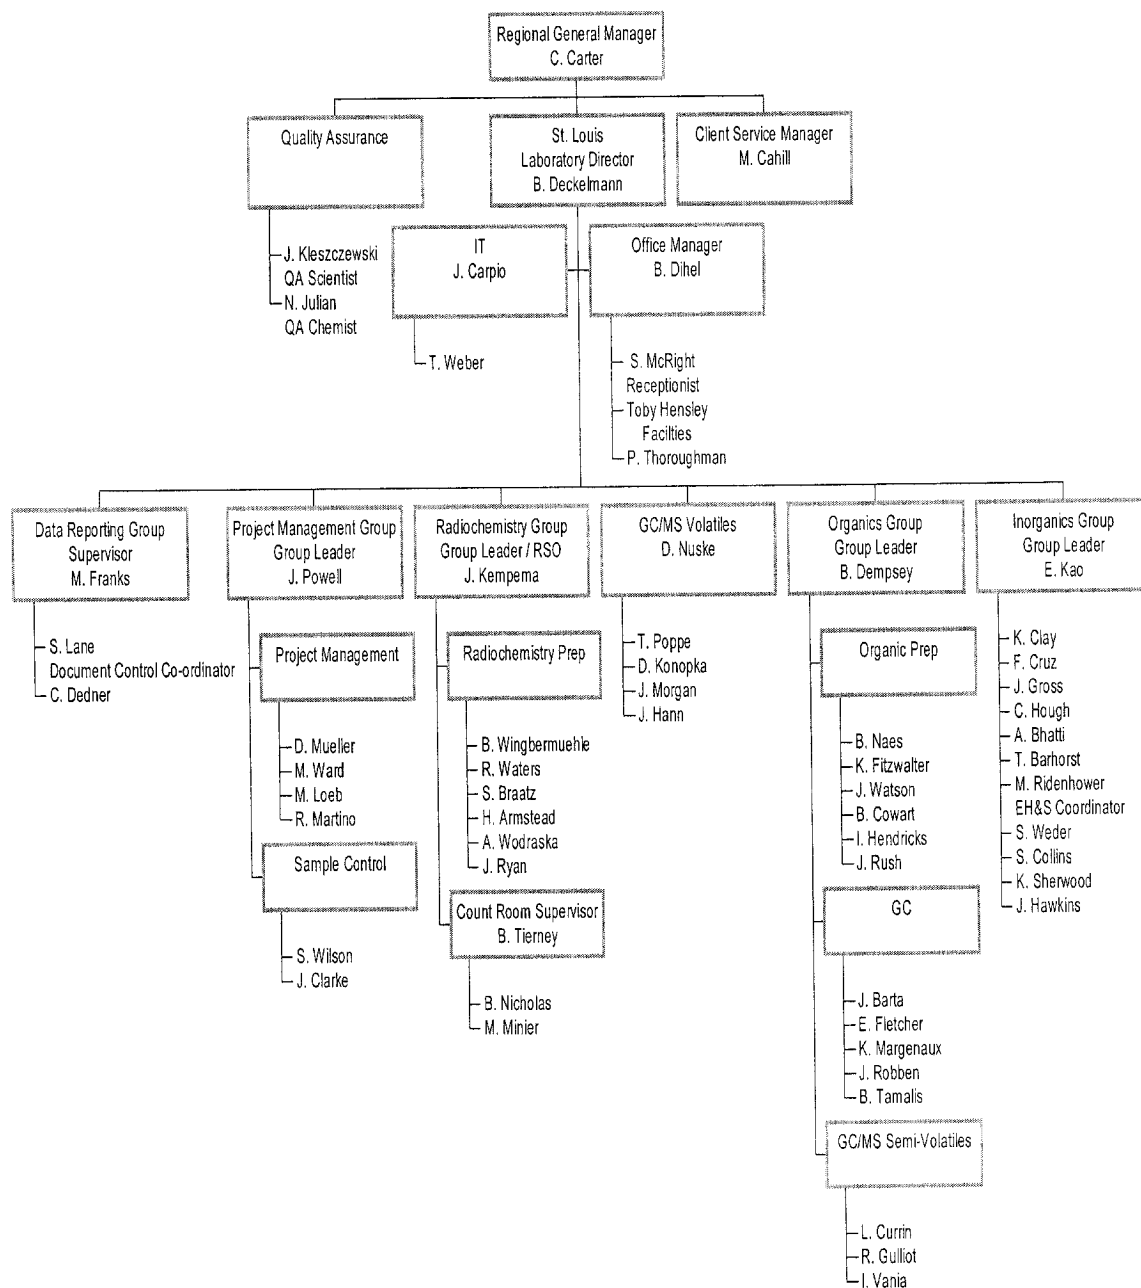 Regional General Manager
C. Carter
Quality Assurance
St. Louis
Laboratory Director
B. Deckelmann
Client Service Manager
M. Cahill
J. Kleszczewski
QA Scientist
N. Julian
QA Chemist
IT
J. Carpio
Office Manager
B. Dihel
T. Weber
S. McRight
Receptionist
Toby Hensley
Facilties
P. Thoroughman
Data Reporting Group
Supervisor
M. Franks
S. Lane
Document Control Co-ordinator
C. Dedner
Project Management Group
Group Leader
J. Powell
Project Management
D. Mueller
M. Ward
M. Loeb
R. Martino
Sample Control
S. Wilson
J. Clarke
Radiochemistry Group
Group Leader / RSO
J. Kempema
Radiochemistry Prep
B. Wingbermuehle
R. Waters
S. Braatz
H. Armstead
A. Wodraska
J. Ryan
Count Room Supervisor
B. Tierney
B. Nicholas
M. Minier
GC/MS Volatiles
D. Nuske
T. Poppe
D. Konopka
J. Morgan
J. Hann
Organics Group
Group Leader
B. Dempsey
Organic Prep
B. Naes
K. Fitzwalter
J. Watson
B. Cowart
I. Hendricks
J. Rush
GC
J. Barta
E. Fletcher
K. Margenaux
J. Robben
B. Tamalis
GC/MS Semi-Volatiles
L. Currin
R. Gulliot
I. Vania
Inorganics Group
Group Leader
E. Kao
K. Clay
F. Cruz
J. Gross
C. Hough
A. Bhatti
T. Barhorst
M. Ridenhower
EH&S Coordinator
S. Weder
S. Collins
K. Sherwood
J. Hawkins